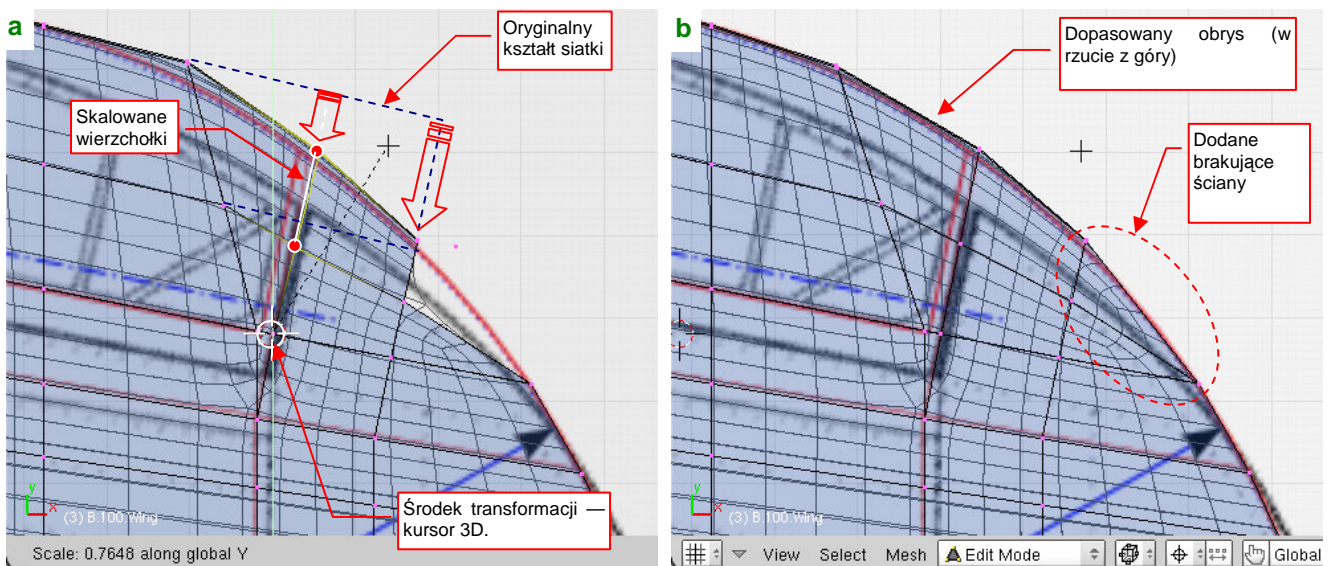 a
Oryginalny
kształt siatki
Skalowane
wierzchołki
Środek transformacji —
kursor 3D.
y
x
(3) B.100.Wing
Scale: 0.7648 along global Y
b
Dopasowany obrys (w
rzucie z góry)
Dodane
brakujące
ściany
y
x
(3) B.100.Wing
View Select Mesh Edit Mode Global